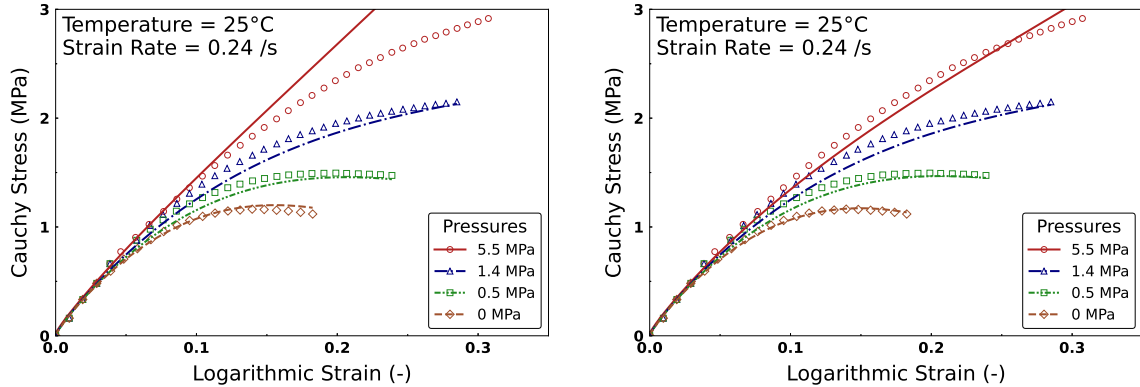 Temperature = 25°C
Strain Rate = 0.24 /s
Cauchy Stress (MPa)
3
2
1
0
0.0
0.1
0.2
0.3
Logarithmic Strain (-)
Pressures
5.5 MPa
1.4 MPa
0.5 MPa
0 MPa
Temperature = 25°C
Strain Rate = 0.24 /s
Cauchy Stress (MPa)
3
2
1
0
0.0
0.1
0.2
0.3
Logarithmic Strain (-)
Pressures
5.5 MPa
1.4 MPa
0.5 MPa
0 MPa